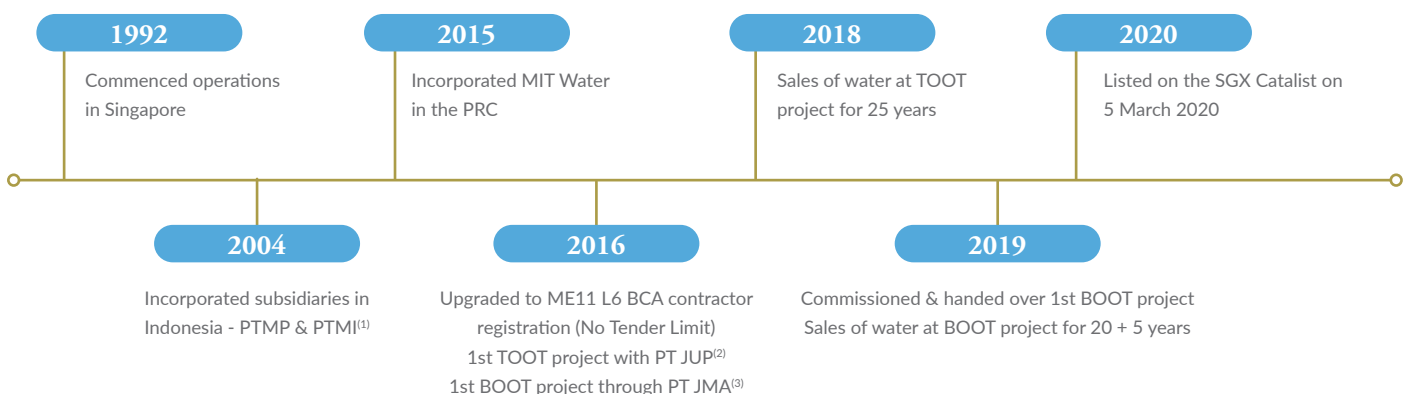 1992
Commenced operations
in Singapore
2004
Incorporated subsidiaries in
Indonesia - PTMP & PTMI(1)
2015
Incorporated MIT Water
in the PRC
2016
Upgraded to ME11 L6 BCA contractor
registration (No Tender Limit)
1st TOOT project with PT JUP(2)
1st BOOT project through PT JMA(3)
2018
Sales of water at TOOT
project for 25 years
2019
Commissioned & handed over 1st BOOT project
Sales of water at BOOT project for 20 + 5 years
2020
Listed on the SGX Catalist on
5 March 2020